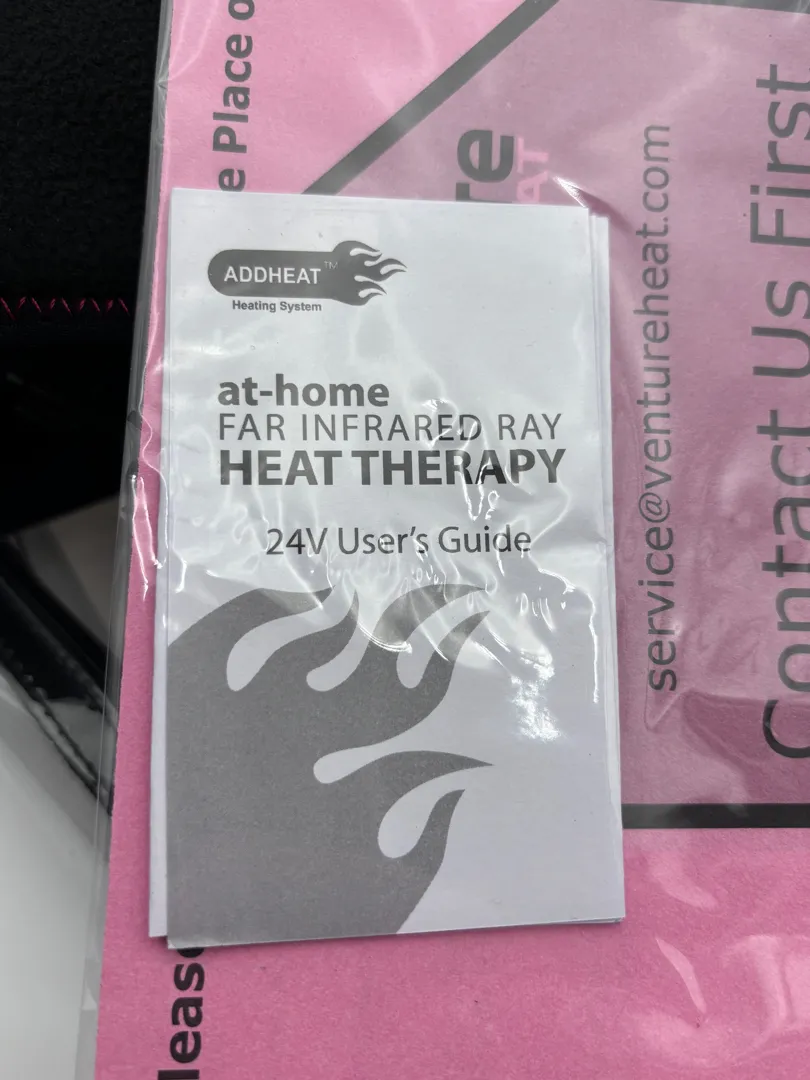 ADDHEAT™
Heating System
at-home
FAR INFRARED RAY
HEAT THERAPY
24V User's Guide
Place
service@ventureheat.com
Contact Us First